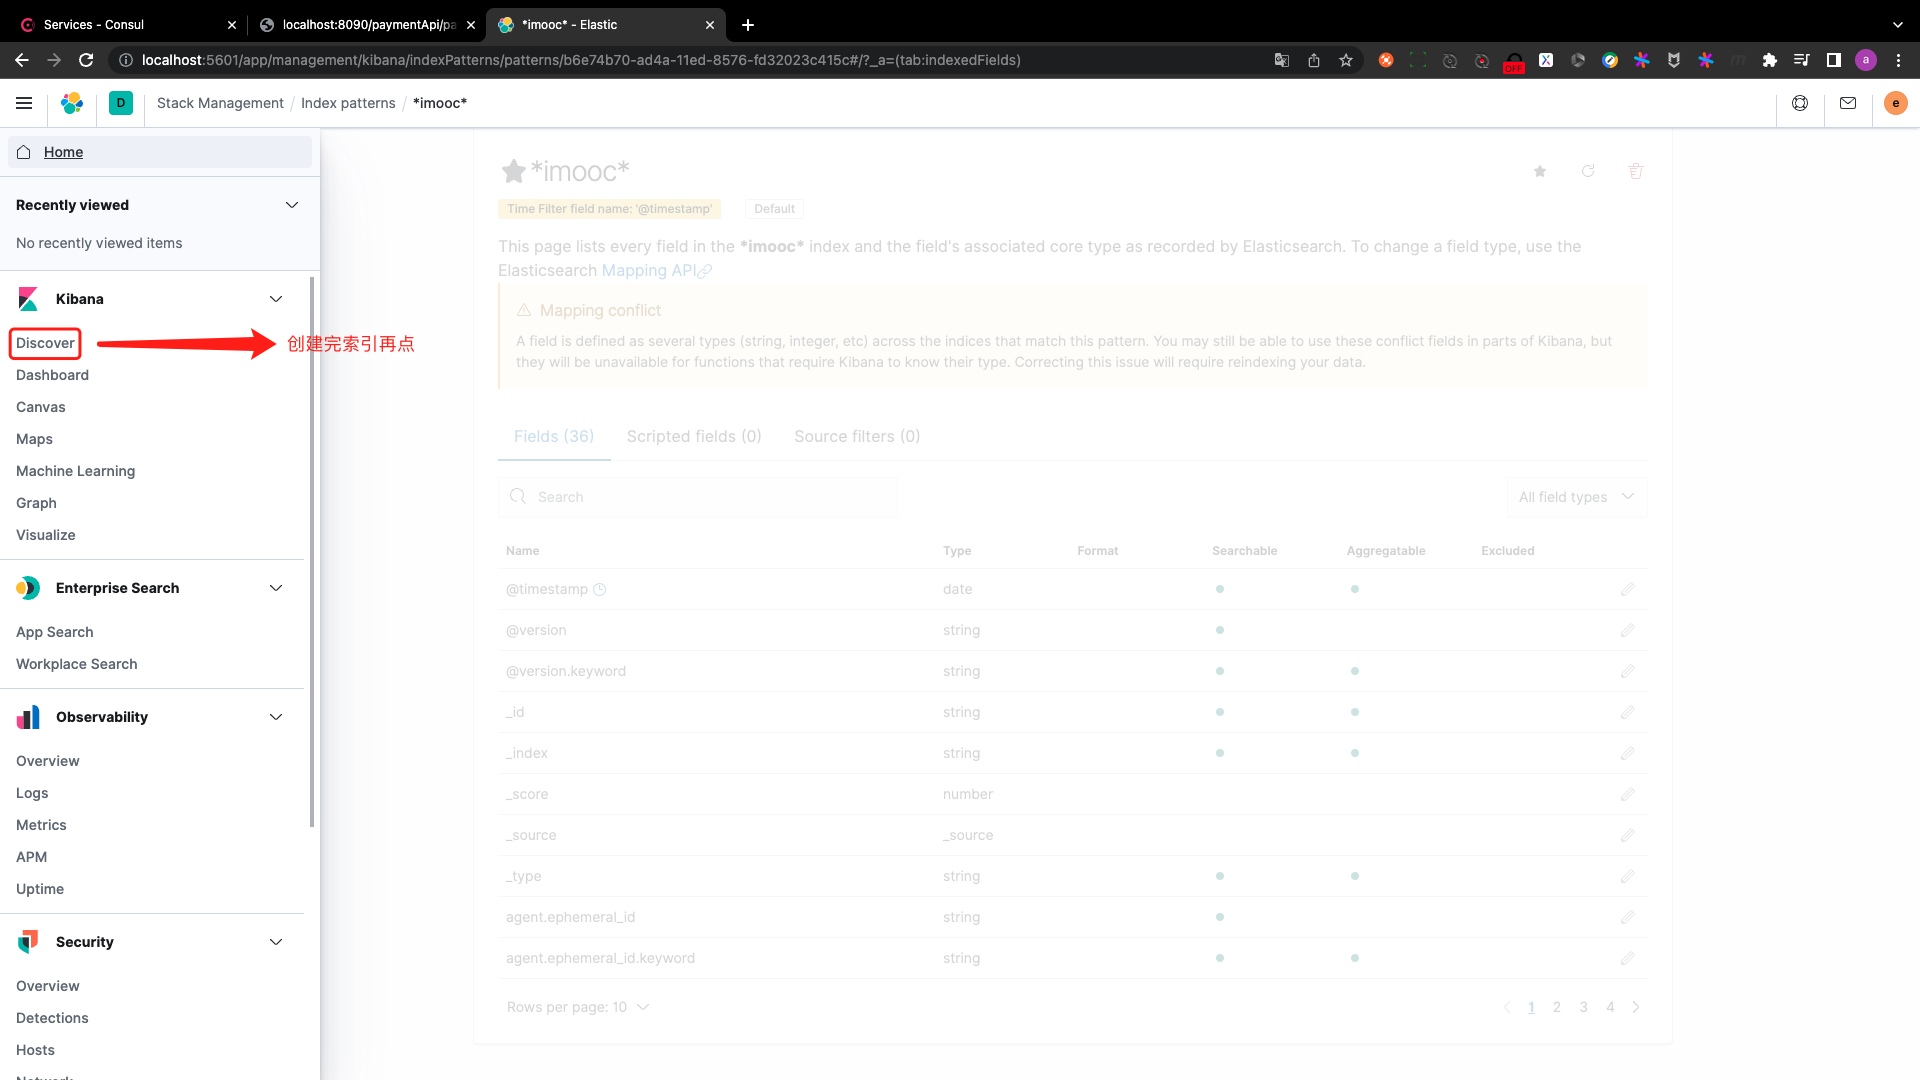 Services - Consul
localhost:8090/paymentApi/pa
*imooc* - Elastic
localhost:5601/app/management/kibana/indexPatterns/patterns/b6e74b70-ad4a-11ed-8576-fd32023c415c#/?_a=(tab:indexedFields)
OFF
a
D
Stack Management / Index patterns / *imooc*
e
Home
Recently viewed
No recently viewed items
Kibana
Discover
创建完索引再点
Dashboard
Canvas
Maps
Machine Learning
Graph
Visualize
Enterprise Search
App Search
Workplace Search
Observability
Overview
Logs
Metrics
APM
Uptime
Security
Overview
Detections
Hosts
Network
*imooc*
Time Filter field name: '@timestamp'
Default
This page lists every field in the *imooc* index and the field's associated core type as recorded by Elasticsearch. To change a field type, use the
Elasticsearch Mapping API
Mapping conflict
A field is defined as several types (string, integer, etc) across the indices that match this pattern. You may still be able to use these conflict fields in parts of Kibana, but
they will be unavailable for functions that require Kibana to know their type. Correcting this issue will require reindexing your data.
Fields (36) Scripted fields (0) Source filters (0)
Search
All field types
Name Type Format Searchable Aggregatable Excluded
@timestamp date
@version string
@version.keyword string
_id string
_index string
_score number
_source _source
_type string
agent.ephemeral_id string
agent.ephemeral_id.keyword string
Rows per page: 10
1 2 3 4